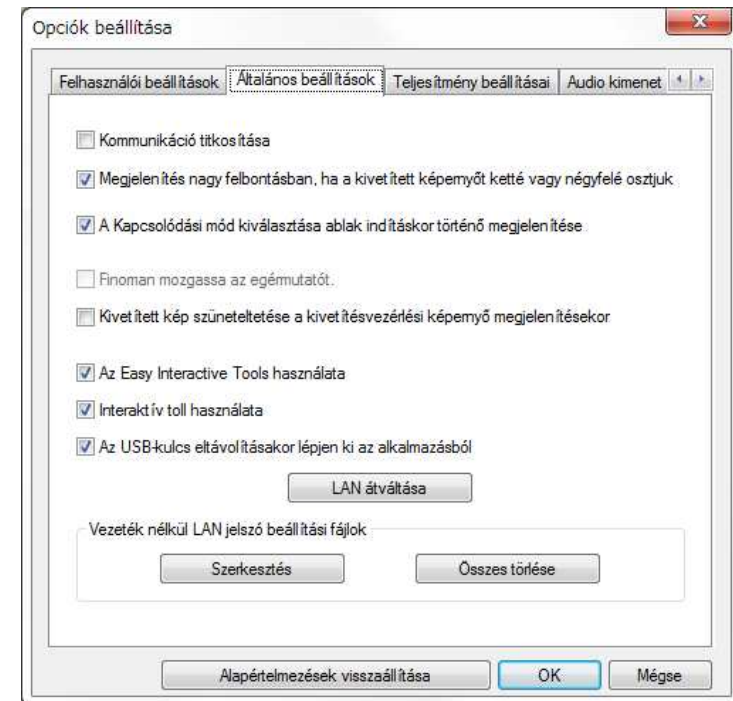 Opciók beállítása
Felhasználói beállítások
Általános beállítások
Teljesítmény beállításai
Audio kimenet
Kommunikáció titkosítása
Megjelenítés nagy felbontásban, ha a kivetített képernyőt ketté vagy négyfelé osztjuk
A Kapcsolódási mód kiválasztása ablak indításkor történő megjelenítése
Finoman mozgassa az egérmutatót.
Kivetített kép szüneteltetése a kivetítésvezérlési képernyő megjelenítésekor
Az Easy Interactive Tools használata
Interaktív toll használata
Az USB-kulcs eltávolításakor lépjen ki az alkalmazásból
LAN átváltása
Vezeték nélkül LAN jelszó beállítási fájlok
Szerkesztés
Összes törlése
Alapértelmezések visszaállítása
OK
Mégse